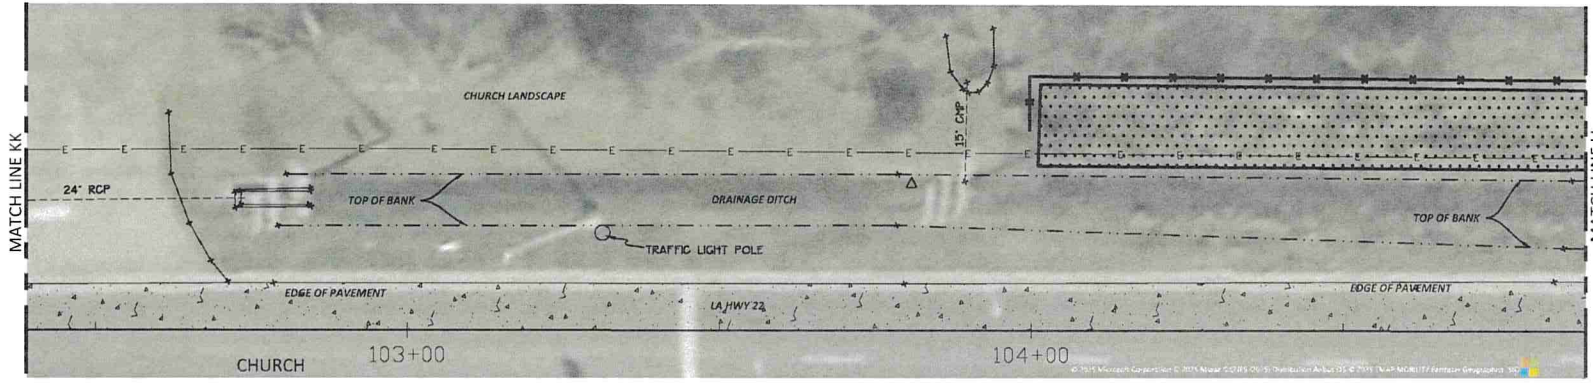 MATCH LINE KK
CHURCH LANDSCAPE
15" CMP
E E E E E E E E E E E E E E E E E E E E E E E E E
24" RCP
TOP OF BANK
DRAINAGE DITCH
TOP OF BANK
TRAFFIC LIGHT POLE
EDGE OF PAVEMENT
LA HWY 22
EDGE OF PAVEMENT
103+00
104+00
CHURCH